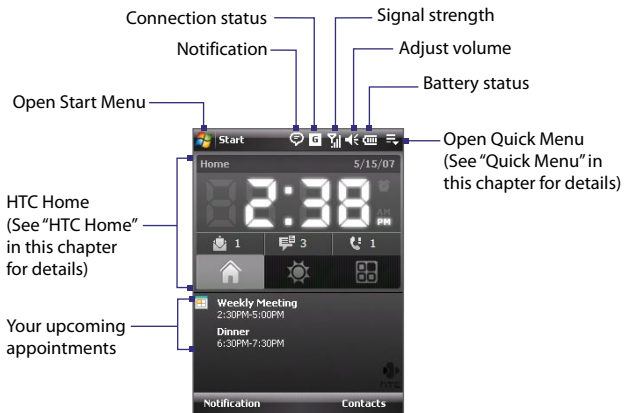 Connection status
Signal strength
Notification
Adjust volume
Battery status
Open Start Menu
Open Quick Menu
(See "Quick Menu" in
this chapter for details)
Start
G
Home 5/15/07
2:38
AM
PM
1 3 1
HTC Home
(See "HTC Home"
in this chapter
for details)
Weekly Meeting
2:30PM-5:00PM
Dinner
6:30PM-7:30PM
Your upcoming
appointments
hTC
Notification Contacts